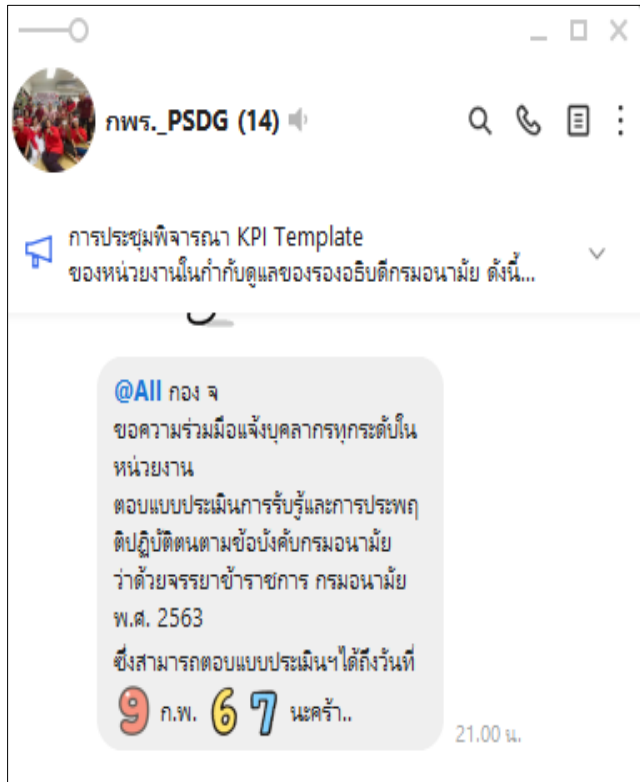 กพร._PSDG (14)
การประชุมพิจารณา KPI Template
ของหน่วยงานในกำกับดูแลของรองอธิบดีกรมอนามัย ดังนี้...
@All กอง จ
ขอความร่วมมือแจ้งบุคลากรทุกระดับใน
หน่วยงาน
ตอบแบบประเมินการรับรู้และการประพฤ
ติปฏิบัติตนตามข้อบังคับกรมอนามัย
ว่าด้วยจรรยาข้าราชการ กรมอนามัย
พ.ศ. 2563
ซึ่งสามารถตอบแบบประเมินฯได้ถึงวันที่
9 ก.พ. 67 นะคร้า..
21.00 น.